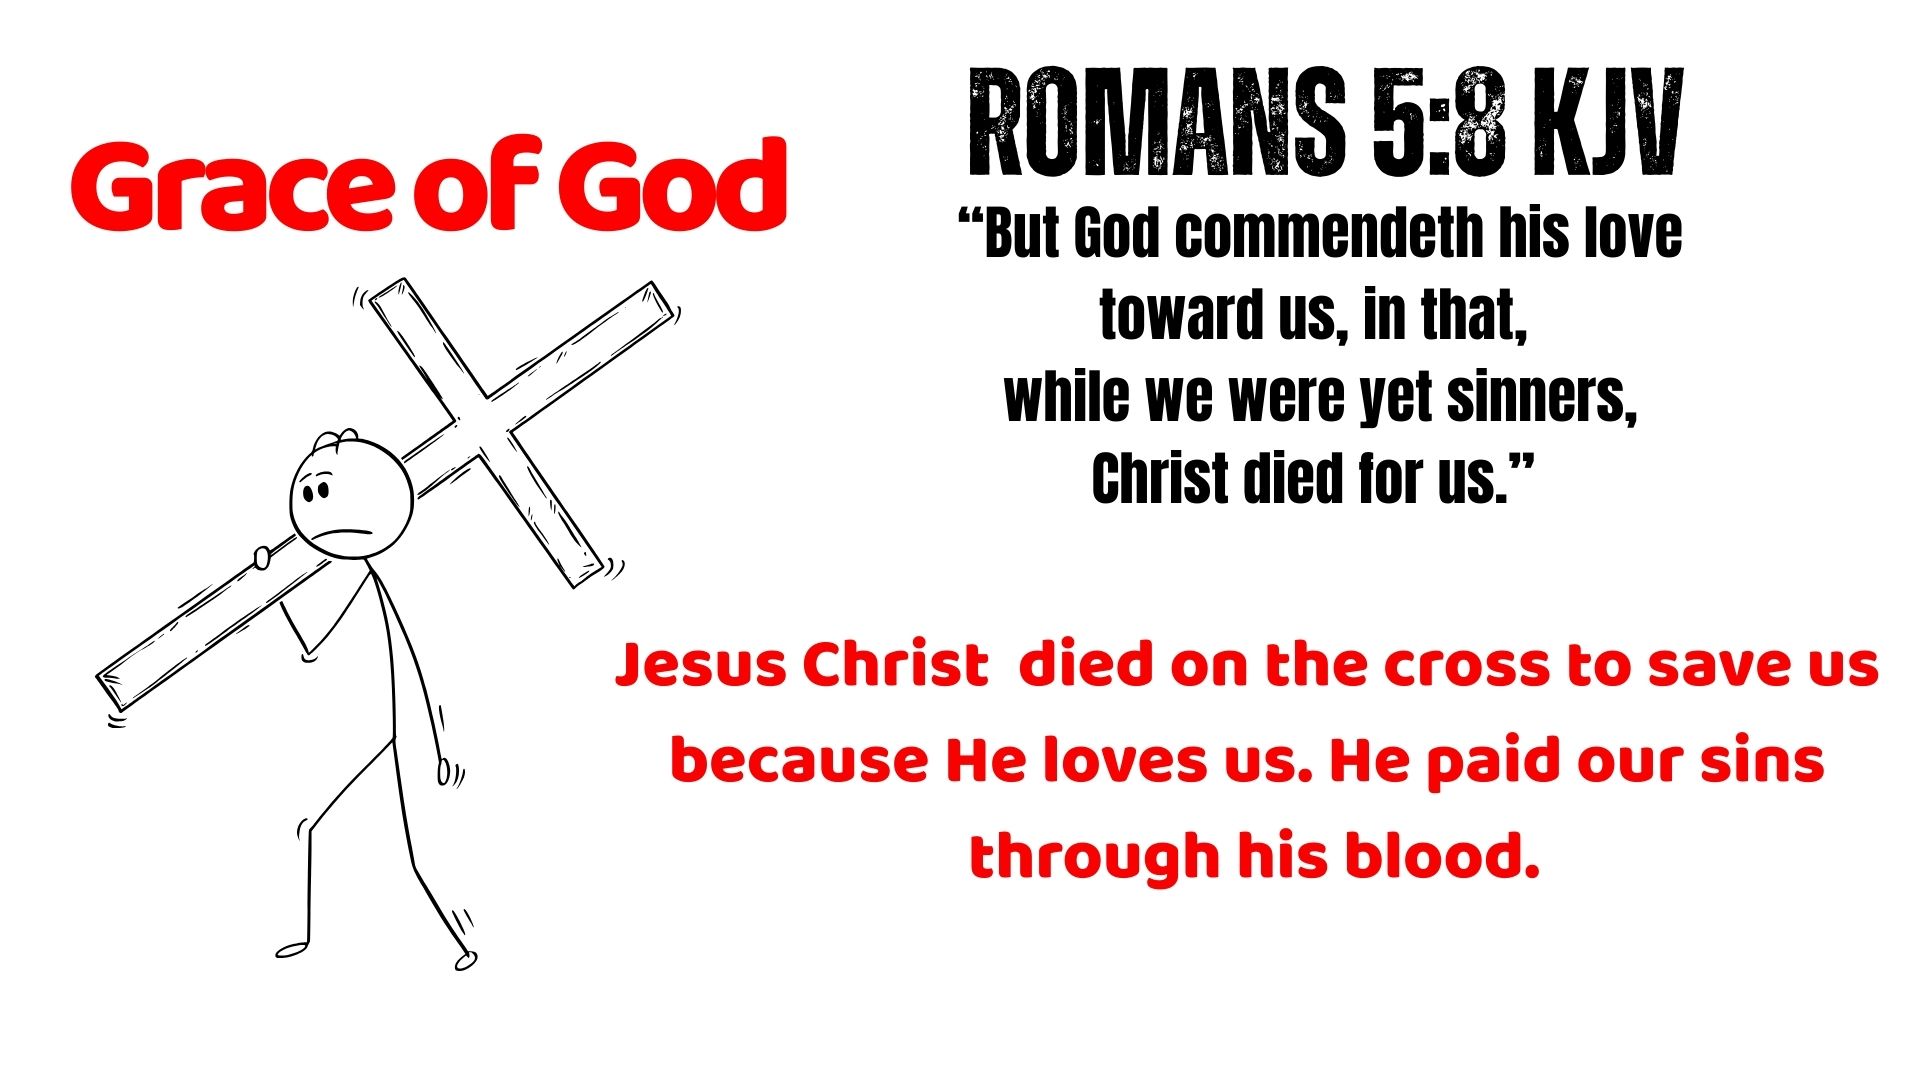 Grace of God
ROMANS 5:8 KJV
“But God commendeth his love
toward us, in that,
while we were yet sinners,
Christ died for us.”
Jesus Christ  died on the cross to save us
because He loves us. He paid our sins
through his blood.